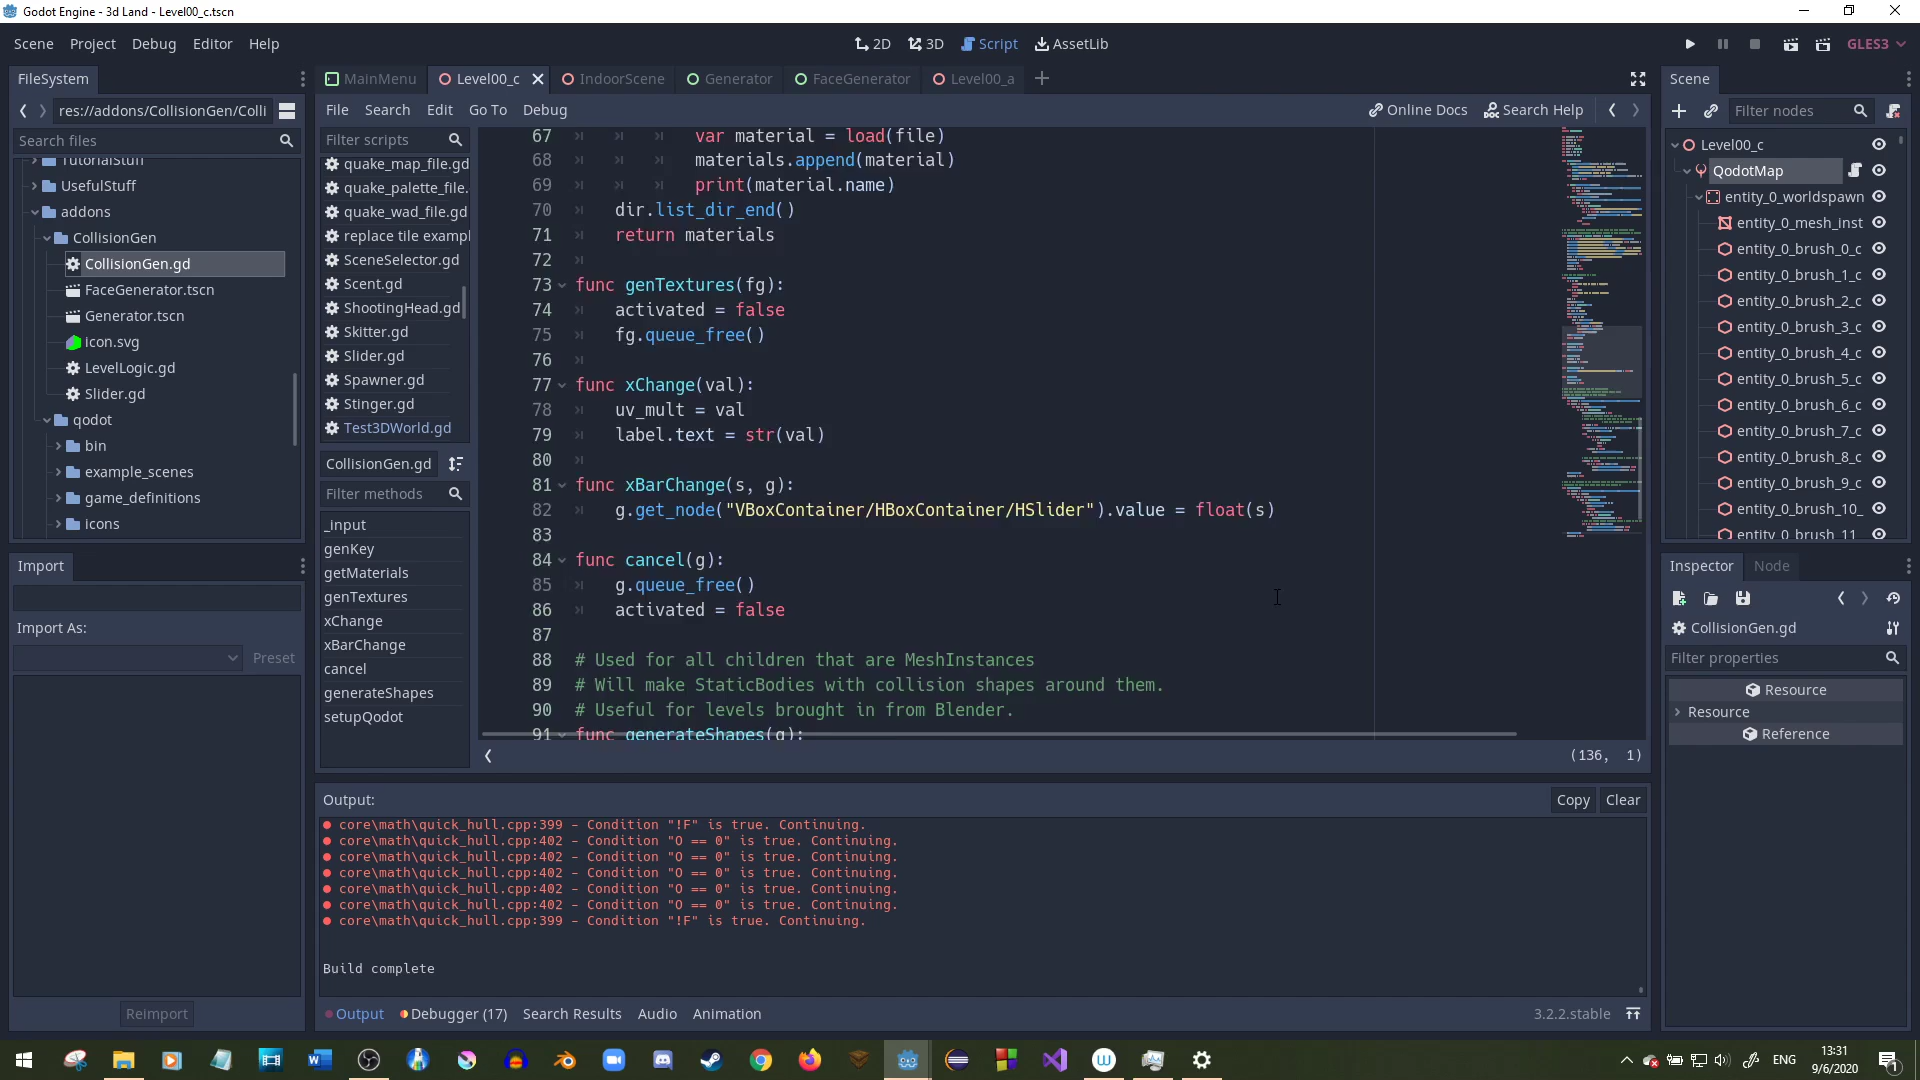 Godot Engine - 3d Land - Level00_c.tscn
Scene Project Debug Editor Help
2D 3D Script AssetLib
GLES3
FileSystem
res://addons/CollisionGen/Colli
Search files
TutorialStuff
UsefulStuff
addons
CollisionGen
CollisionGen.gd
FaceGenerator.tscn
Generator.tscn
icon.svg
LevelLogic.gd
Slider.gd
qodot
bin
example_scenes
game_definitions
icons
Import
Import As:
Preset
Reimport
MainMenu Level00_c IndoorScene Generator FaceGenerator Level00_a
File Search Edit Go To Debug
Online Docs Search Help
Filter scripts
quake_map_file.gd
quake_palette_file.
quake_wad_file.gd
replace tile exampl
SceneSelector.gd
Scent.gd
ShootingHead.gd
Skitter.gd
Slider.gd
Spawner.gd
Stinger.gd
Test3DWorld.gd
CollisionGen.gd
Filter methods
_input
genKey
getMaterials
genTextures
xChange
xBarChange
cancel
generateShapes
setupQodot
67 var material = load(file)
68 materials.append(material)
69 print(material.name)
70 dir.list_dir_end()
71 return materials
72
73 func genTextures(fg):
74 activated = false
75 fg.queue_free()
76
77 func xChange(val):
78 uv_mult = val
79 label.text = str(val)
80
81 func xBarChange(s, g):
82 g.get_node("VBoxContainer/HBoxContainer/HSlider").value = float(s)
83
84 func cancel(g):
85 g.queue_free()
86 activated = false
87
88 # Used for all children that are MeshInstances
89 # Will make StaticBodies with collision shapes around them.
90 # Useful for levels brought in from Blender.
91 func generateShapes(g):
(136, 1)
Output:
Copy Clear
core\math\quick_hull.cpp:399 - Condition "!F" is true. Continuing.
core\math\quick_hull.cpp:402 - Condition "O == 0" is true. Continuing.
core\math\quick_hull.cpp:402 - Condition "O == 0" is true. Continuing.
core\math\quick_hull.cpp:402 - Condition "O == 0" is true. Continuing.
core\math\quick_hull.cpp:402 - Condition "O == 0" is true. Continuing.
core\math\quick_hull.cpp:402 - Condition "O == 0" is true. Continuing.
core\math\quick_hull.cpp:399 - Condition "!F" is true. Continuing.
Build complete
Output Debugger (17) Search Results Audio Animation
3.2.2.stable
Scene
Filter nodes
Level00_c
QodotMap
entity_0_worldspawn
entity_0_mesh_inst
entity_0_brush_0_c
entity_0_brush_1_c
entity_0_brush_2_c
entity_0_brush_3_c
entity_0_brush_4_c
entity_0_brush_5_c
entity_0_brush_6_c
entity_0_brush_7_c
entity_0_brush_8_c
entity_0_brush_9_c
entity_0_brush_10_
entity_0_brush_11_
Inspector Node
CollisionGen.gd
Filter properties
Resource
Resource
Reference
ENG
13:31
9/6/2020